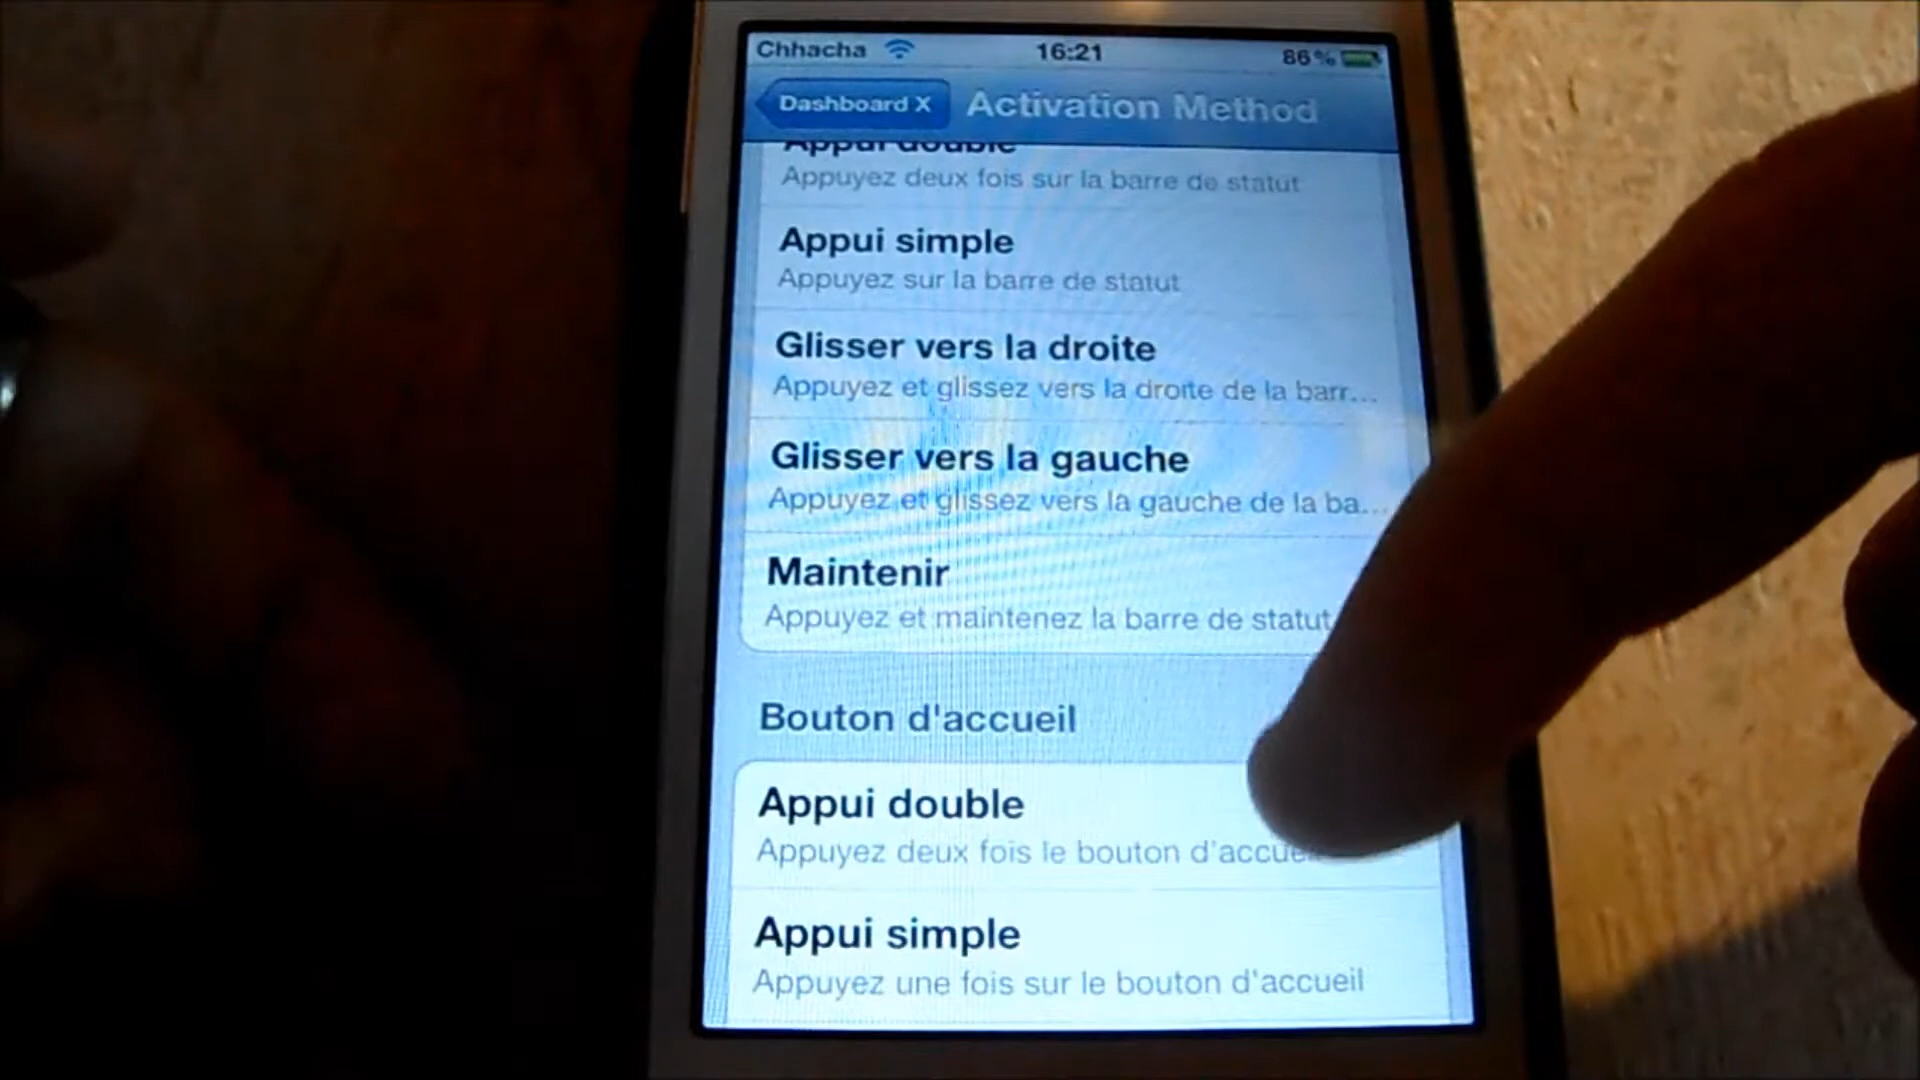 Chhacha 16:21 86%
Dashboard X Activation Method
Appui double
Appuyez deux fois sur la barre de statut
Appui simple
Appuyez sur la barre de statut
Glisser vers la droite
Appuyez et glissez vers la droite de la barr...
Glisser vers la gauche
Appuyez et glissez vers la gauche de la ba...
Maintenir
Appuyez et maintenez la barre de statut
Bouton d'accueil
Appui double
Appuyez deux fois le bouton d'accue
Appui simple
Appuyez une fois sur le bouton d'accueil